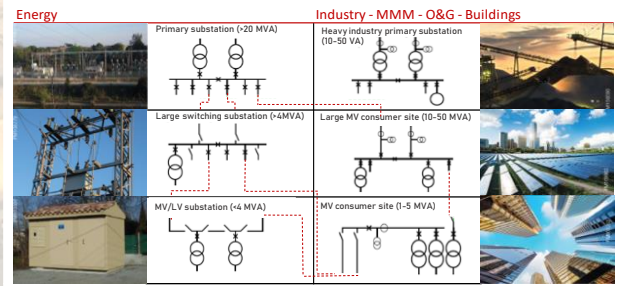 Energy
Industry - MMM - O&G - Buildings
Primary substation (>20 MVA)
Heavy industry primary substation
(10-50 VA)
Large switching substation (>4MVA)
Large MV consumer site (10-50 MVA)
MV/LV substation (<4 MVA)
MV consumer site (1-5 MVA)